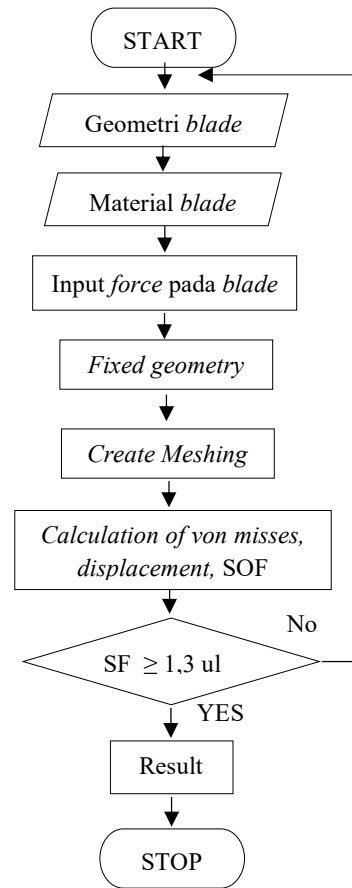 START
Geometri blade
Material blade
Input force pada blade
Fixed geometry
Create Meshing
Calculation of von misses,
displacement, SOF
No
SF ≥ 1,3 ul
YES
Result
STOP